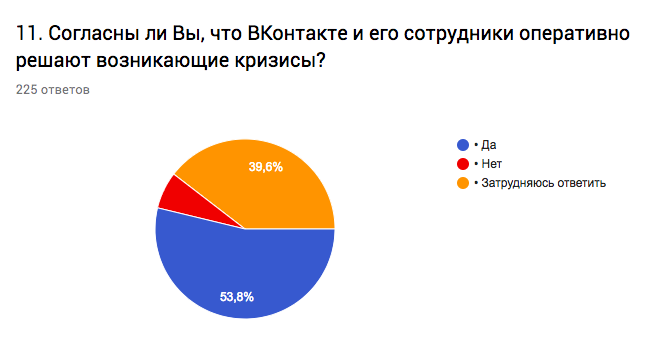 11. Согласны ли Вы, что ВКонтакте и его сотрудники оперативно
решают возникающие кризисы?
225 ответов
39,6%
53,8%
• Да
• Нет
• Затрудняюсь ответить